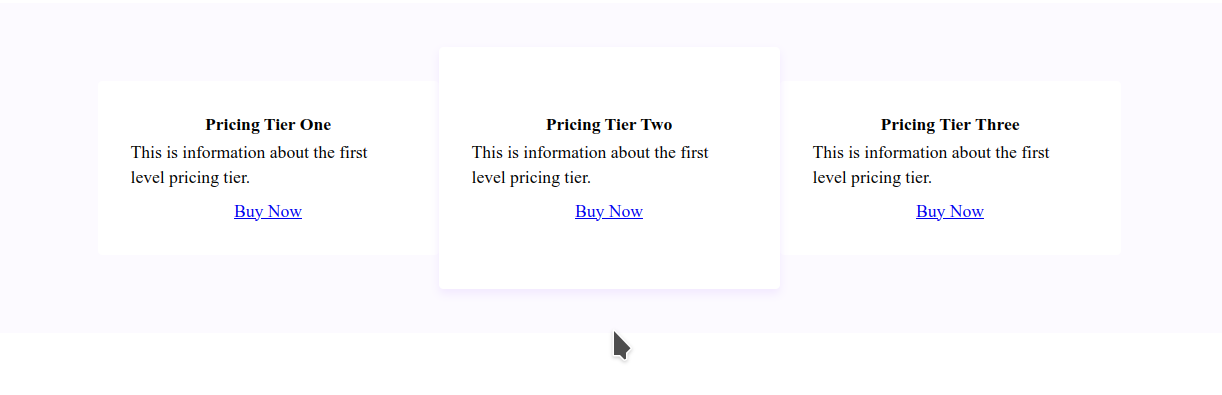 Pricing Tier One
This is information about the first
level pricing tier.
Buy Now
Pricing Tier Two
This is information about the first
level pricing tier.
Buy Now
Pricing Tier Three
This is information about the first
level pricing tier.
Buy Now